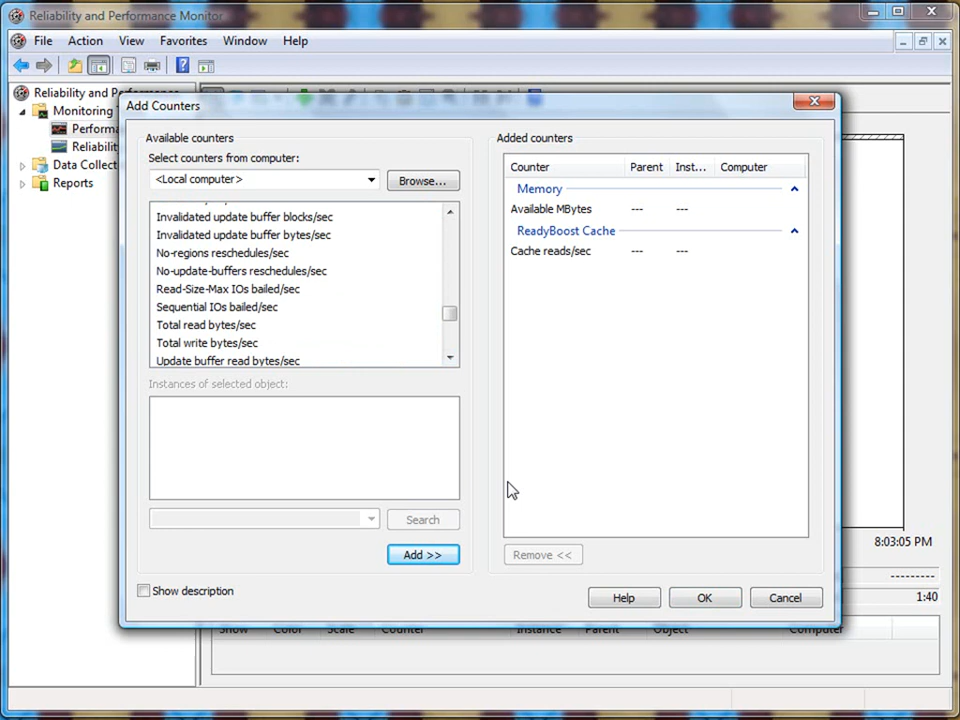 Reliability and Performance Monitor
File Action View Favorites Window Help
Reliability and Performance
Monitoring
Performa
Reliability
Data Collect
Reports
Add Counters
Available counters
Select counters from computer:
<Local computer>
Browse...
Invalidated update buffer blocks/sec
Invalidated update buffer bytes/sec
No-regions reschedules/sec
No-update-buffers reschedules/sec
Read-Size-Max IOs bailed/sec
Sequential IOs bailed/sec
Total read bytes/sec
Total write bytes/sec
Update buffer read bytes/sec
Instances of selected object:
Search
Add >>
Show description
Added counters
Counter Parent Inst... Computer
Memory
Available MBytes --- ---
ReadyBoost Cache
Cache reads/sec --- ---
Remove <<
Help OK Cancel
8:03:05 PM
---------
1:40
Show Color Scale Counter Instance Parent Object Computer